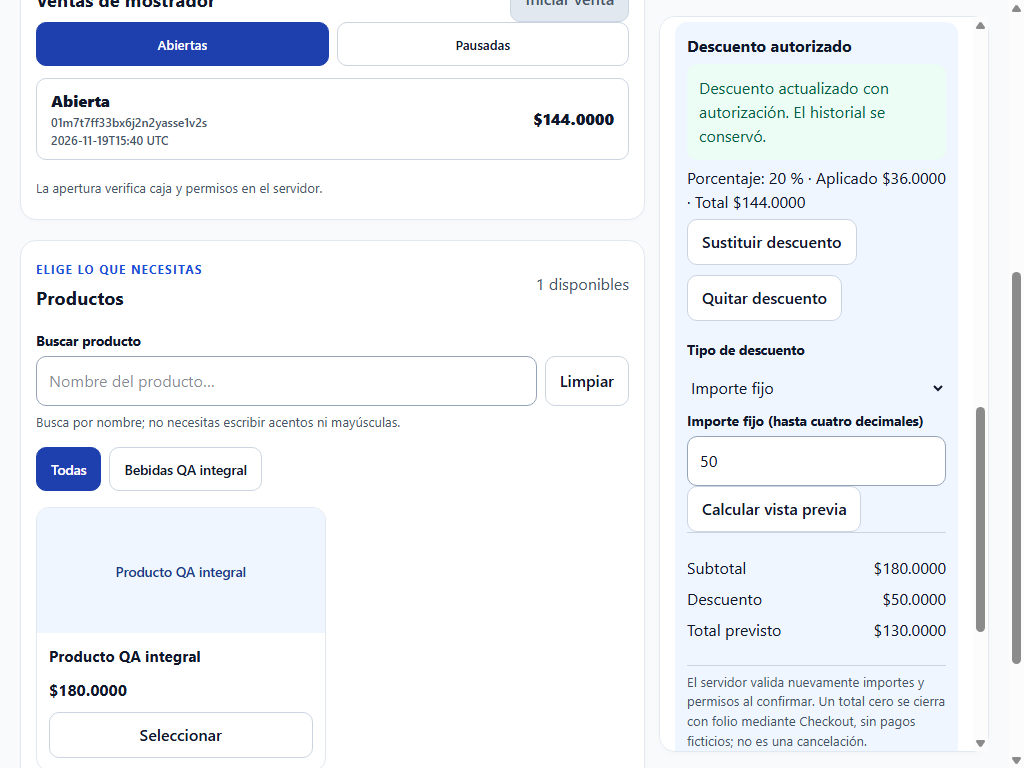 Ventas de mostrador
Iniciar venta
Abiertas
Pausadas
Abierta
01m7t7ff33bx6j2n2yasse1v2s
2026-11-19T15:40 UTC
$144.0000
La apertura verifica caja y permisos en el servidor.
ELIGE LO QUE NECESITAS
Productos
1 disponibles
Buscar producto
Nombre del producto...
Limpiar
Busca por nombre; no necesitas escribir acentos ni mayúsculas.
Todas
Bebidas QA integral
Producto QA integral
Producto QA integral
$180.0000
Seleccionar
Descuento autorizado
Descuento actualizado con
autorización. El historial se
conservó.
Porcentaje: 20 % · Aplicado $36.0000
· Total $144.0000
Sustituir descuento
Quitar descuento
Tipo de descuento
Importe fijo
Importe fijo (hasta cuatro decimales)
50
Calcular vista previa
Subtotal $180.0000
Descuento $50.0000
Total previsto $130.0000
El servidor valida nuevamente importes y
permisos al confirmar. Un total cero se cierra
con folio mediante Checkout, sin pagos
ficticios; no es una cancelación.